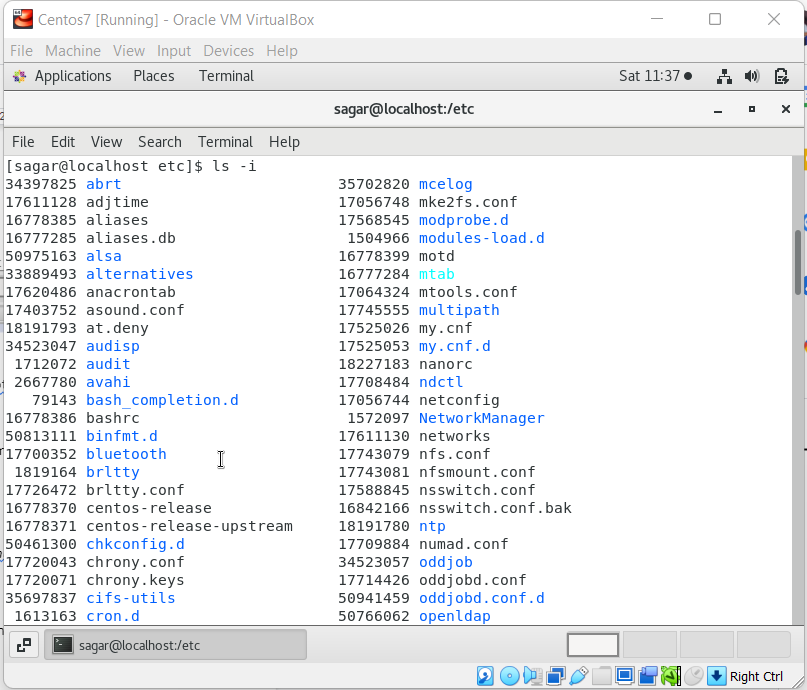 Centos7 [Running] - Oracle VM VirtualBox
File Machine View Input Devices Help
Applications Places Terminal Sat 11:37
sagar@localhost:/etc
File Edit View Search Terminal Help
[sagar@localhost etc]$ ls -i
34397825 abrt 35702820 mcelog
17611128 adjtime 17056748 mke2fs.conf
16778385 aliases 17568545 modprobe.d
16777285 aliases.db 1504966 modules-load.d
50975163 alsa 16778399 motd
33889493 alternatives 16777284 mtab
17620486 anacrontab 17064324 mtools.conf
17403752 asound.conf 17745555 multipath
18191793 at.deny 17525026 my.cnf
34523047 audisp 17525053 my.cnf.d
1712072 audit 18227183 nanorc
2667780 avahi 17708484 ndctl
79143 bash_completion.d 17056744 netconfig
16778386 bashrc 1572097 NetworkManager
50813111 binfmt.d 17611130 networks
17700352 bluetooth 17743079 nfs.conf
1819164 brltty 17743081 nfsmount.conf
17726472 brltty.conf 17588845 nsswitch.conf
16778370 centos-release 16842166 nsswitch.conf.bak
16778371 centos-release-upstream 18191780 ntp
50461300 chkconfig.d 17709884 numad.conf
17720043 chrony.conf 34523057 oddjob
17720071 chrony.keys 17714426 oddjobd.conf
35697837 cifs-utils 50941459 oddjobd.conf.d
1613163 cron.d 50766062 openldap
sagar@localhost:/etc
Right Ctrl